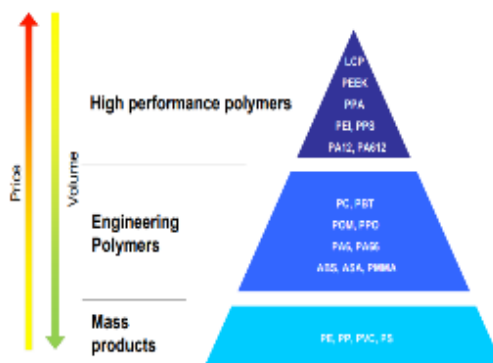 Price
Volume
High performance polymers
LCP
PEEK
PPA
PEI, PPS
PA12, PA612
Engineering
Polymers
PC, PBT
POM, PPO
PA6, PA66
ABS, ASA, PMMA
Mass
products
PE, PP, PVC, PS